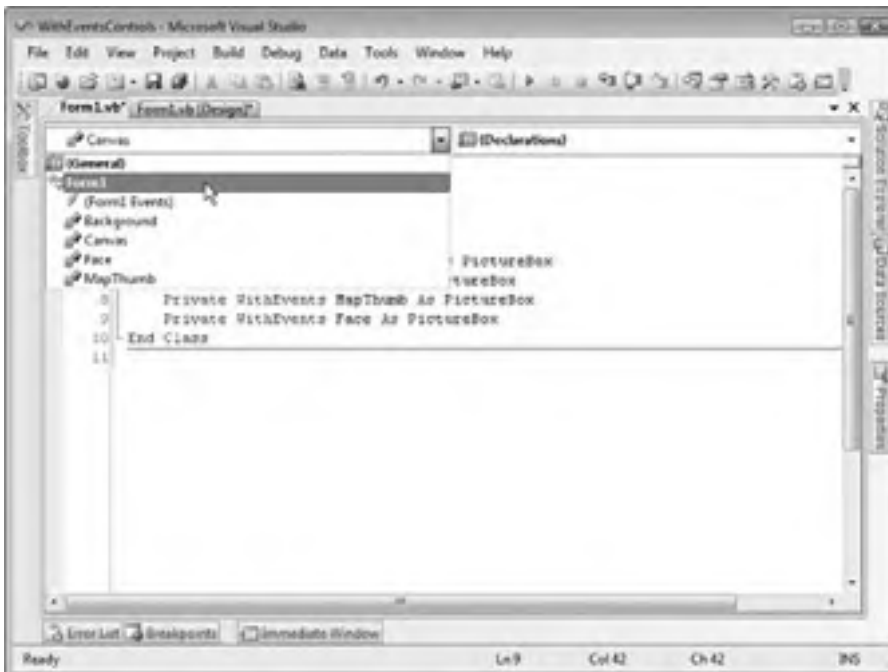 WithEventsControls - Microsoft Visual Studio
File Edit View Project Build Debug Data Tools Window Help
Form1.vb* Form1.vb [Design]*
Toolbox
Canvas (Declarations)
(General)
Form1
(Form1 Events)
Background
Canvas
Face
MapThumb
PictureBox
tureBox
8 Private WithEvents MapThumb As PictureBox
9 Private WithEvents Face As PictureBox
10 End Class
11
Data Sources
Properties
Error List Breakpoints Immediate Window
Ready Ln 9 Col 42 Ch 42 INS